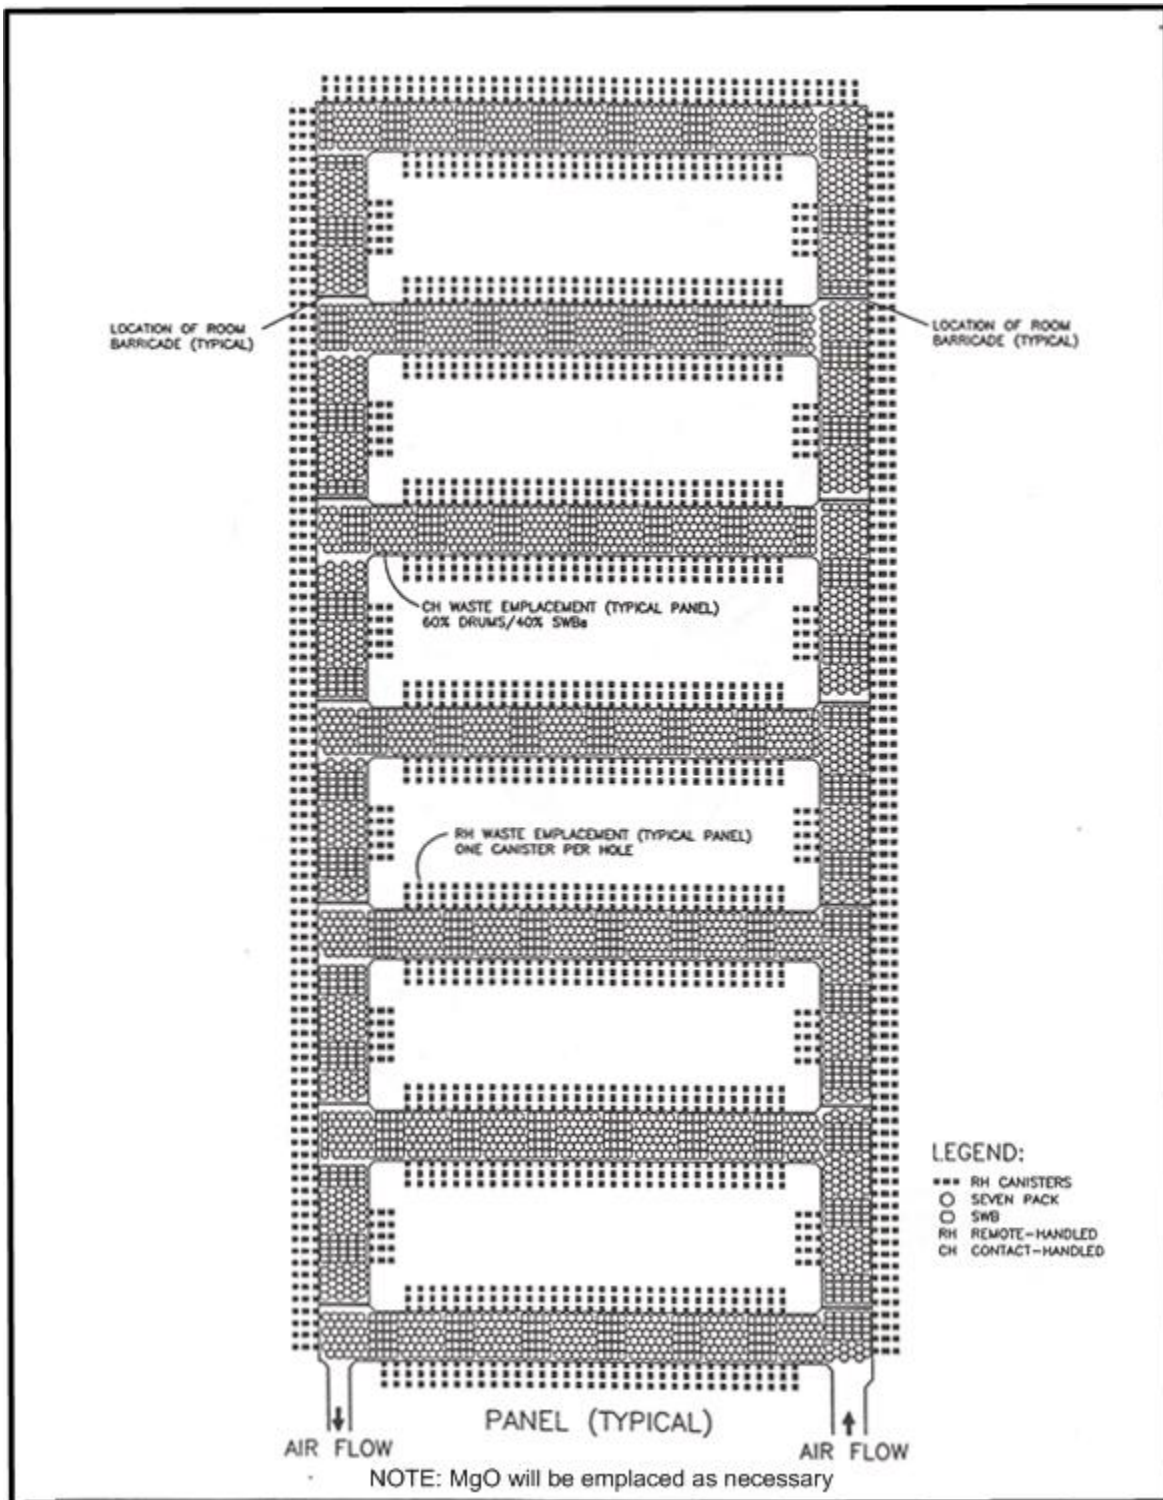 LOCATION OF ROOM
BARRICADE (TYPICAL)
LOCATION OF ROOM
BARRICADE (TYPICAL)
CH WASTE EMPLACEMENT (TYPICAL PANEL)
60% DRUMS/40% SWBs
RH WASTE EMPLACEMENT (TYPICAL PANEL)
ONE CANISTER PER HOLE
LEGEND:
RH CANISTERS
SEVEN PACK
SWB
RH REMOTE-HANDLED
CH CONTACT-HANDLED
PANEL (TYPICAL)
AIR FLOW
AIR FLOW
NOTE: MgO will be emplaced as necessary